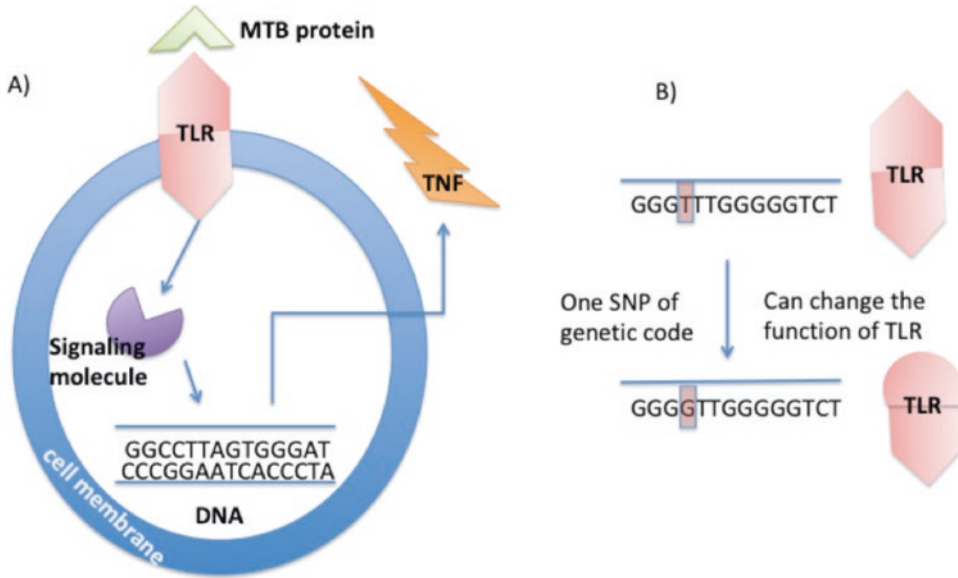 A)
MTB protein
TLR
TNF
Signaling
molecule
GGCCTTAGTGGGAT
CCCGGAATCACCCTA
DNA
cell membrane
B)
GGGTTTGGGGGTCT
TLR
One SNP of
genetic code
Can change the
function of TLR
GGGGTTGGGGGTCT
TLR